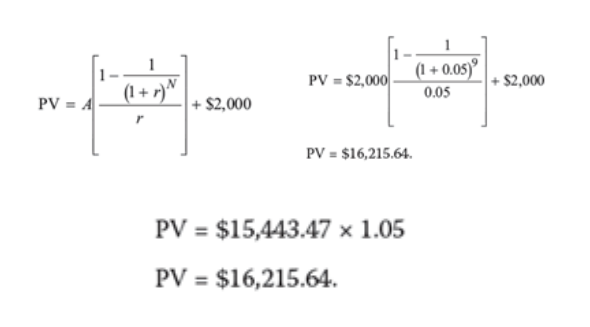 PV = A[(1 - 1/(1 + r)^N)/r] + $2,000
PV = $2,000[(1 - 1/(1 + 0.05)^9)/0.05] + $2,000
PV = $16,215.64.
PV = $15,443.47 × 1.05
PV = $16,215.64.